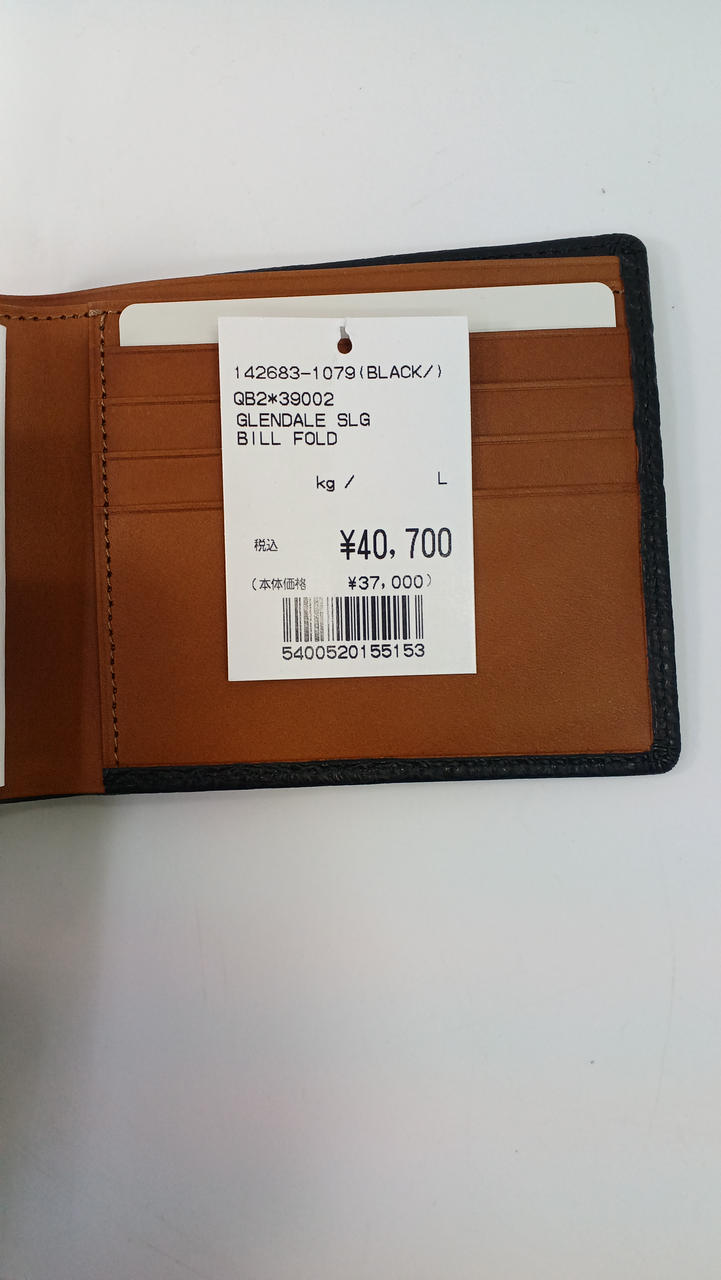 142683-1079(BLACK/)
QB2*39002
GLENDALE SLG
BILL FOLD
kg / L
税込 ¥40,700
(本体価格 ¥37,000)
5400520155153